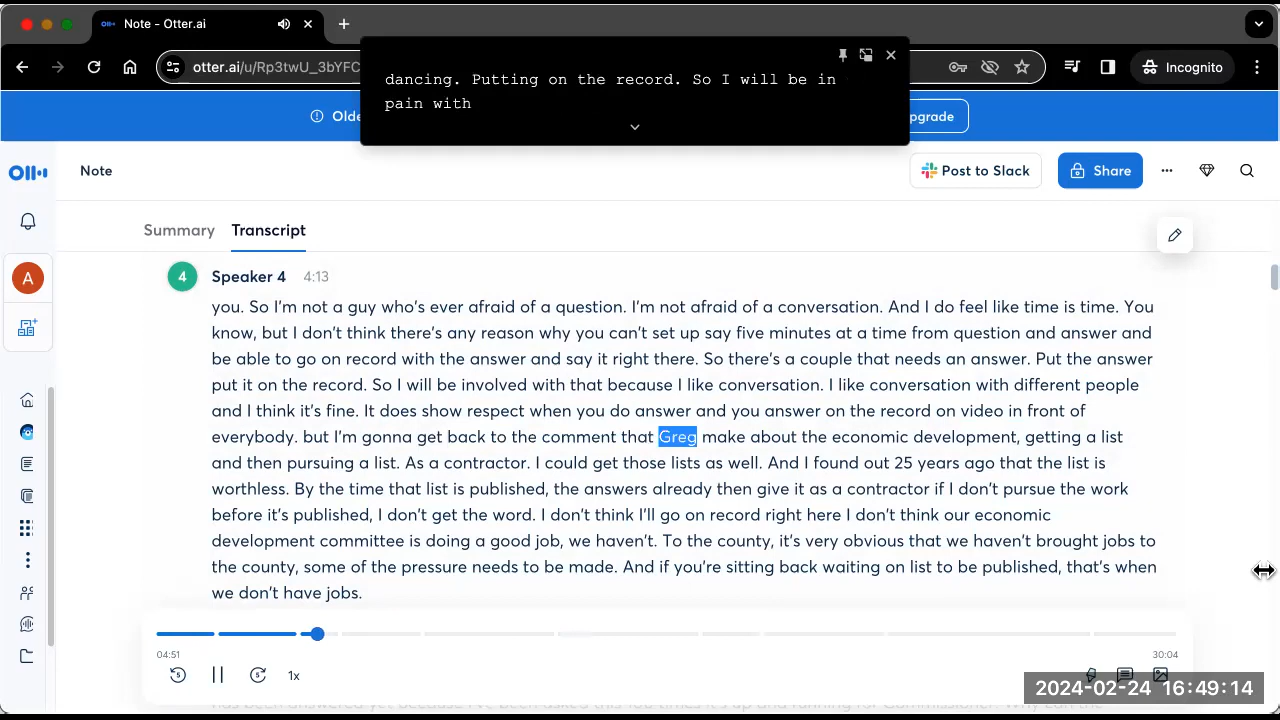 Note - Otter.ai
otter.ai/u/Rp3twU_3bYFC
Incognito
dancing. Putting on the record. So I will be in
pain with
Olde
pgrade
Note
Post to Slack
Share
Summary
Transcript
A
4
Speaker 4
4:13
you. So I'm not a guy who's ever afraid of a question. I'm not afraid of a conversation. And I do feel like time is time. You
know, but I don't think there's any reason why you can't set up say five minutes at a time from question and answer and
be able to go on record with the answer and say it right there. So there's a couple that needs an answer. Put the answer
put it on the record. So I will be involved with that because I like conversation. I like conversation with different people
and I think it's fine. It does show respect when you do answer and you answer on the record on video in front of
everybody. but I'm gonna get back to the comment that Greg make about the economic development, getting a list
and then pursuing a list. As a contractor. I could get those lists as well. And I found out 25 years ago that the list is
worthless. By the time that list is published, the answers already then give it as a contractor if I don't pursue the work
before it's published, I don't get the word. I don't think I'll go on record right here I don't think our economic
development committee is doing a good job, we haven't. To the county, it's very obvious that we haven't brought jobs to
the county, some of the pressure needs to be made. And if you're sitting back waiting on list to be published, that's when
we don't have jobs.
04:51
30:04
5
5
1x
2024-02-24 16:49:14